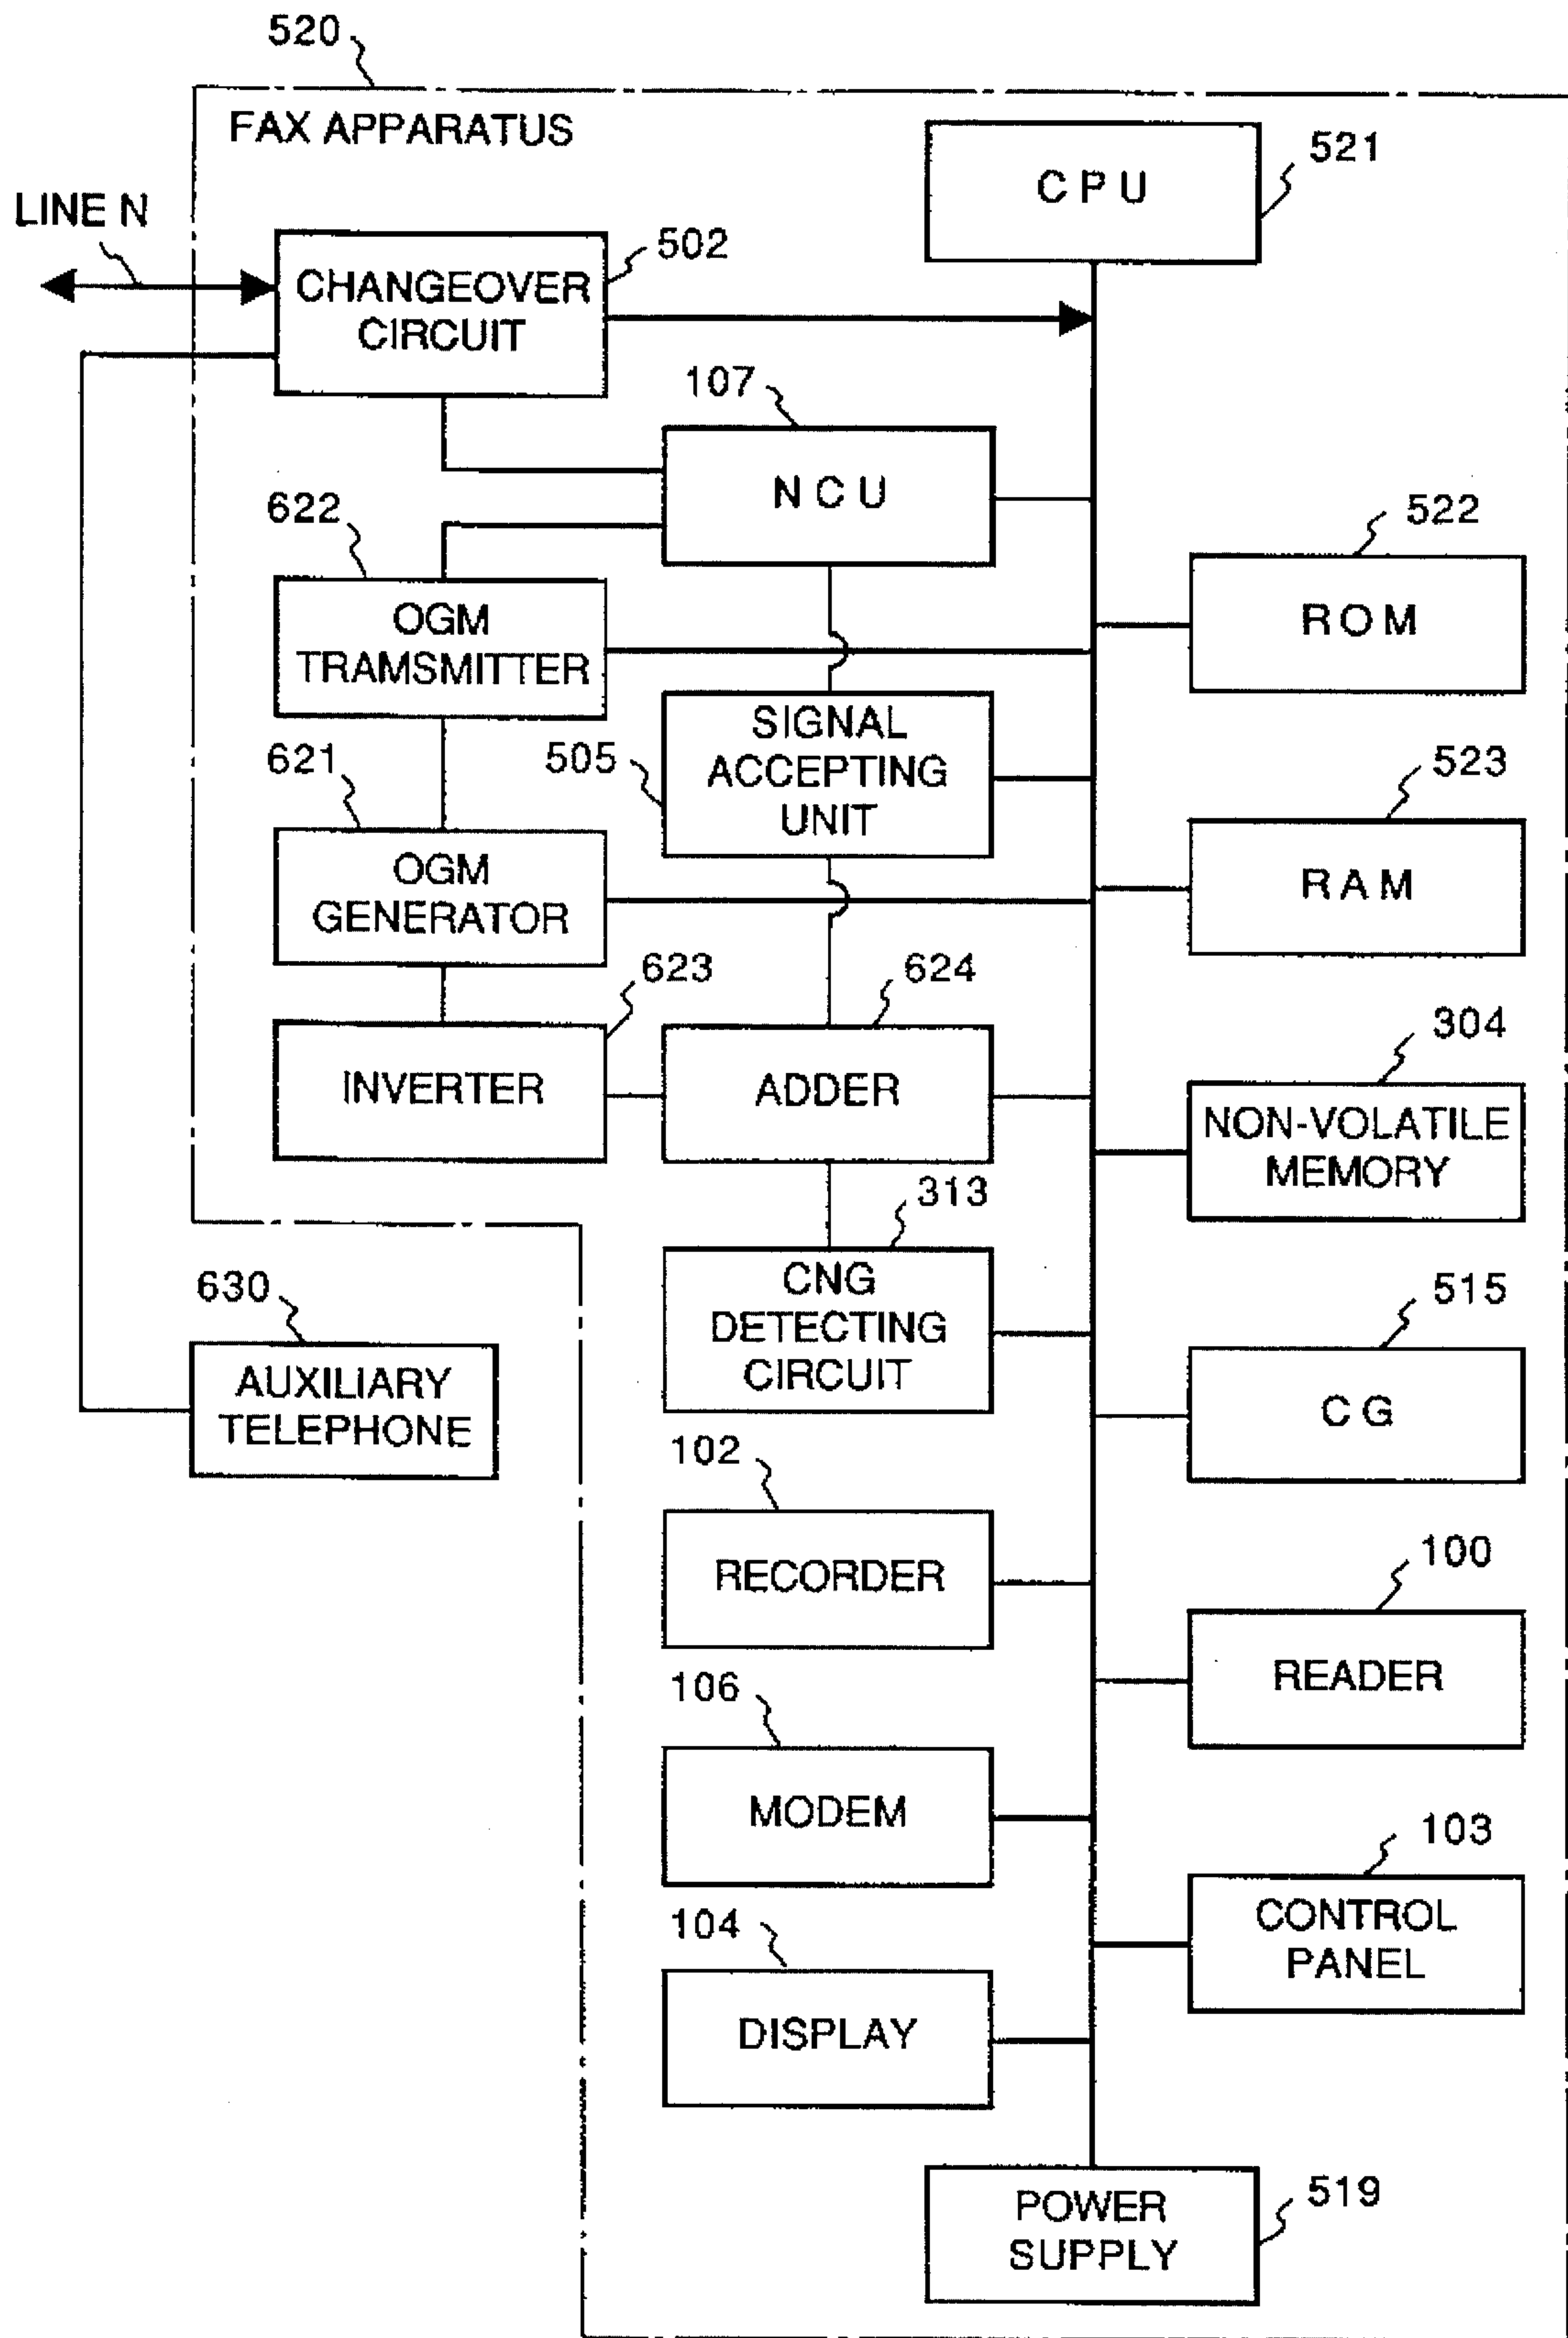 520
FAX APPARATUS
CPU
521
LINE N
CHANGEOVER
CIRCUIT
502
107
NCU
622
OGM
TRAMSMITTER
522
ROM
505
SIGNAL
ACCEPTING
UNIT
621
OGM
GENERATOR
523
RAM
623
INVERTER
624
ADDER
304
NON-VOLATILE
MEMORY
313
CNG
DETECTING
CIRCUIT
630
AUXILIARY
TELEPHONE
515
CG
102
RECORDER
100
READER
106
MODEM
103
CONTROL
PANEL
104
DISPLAY
POWER
SUPPLY
519